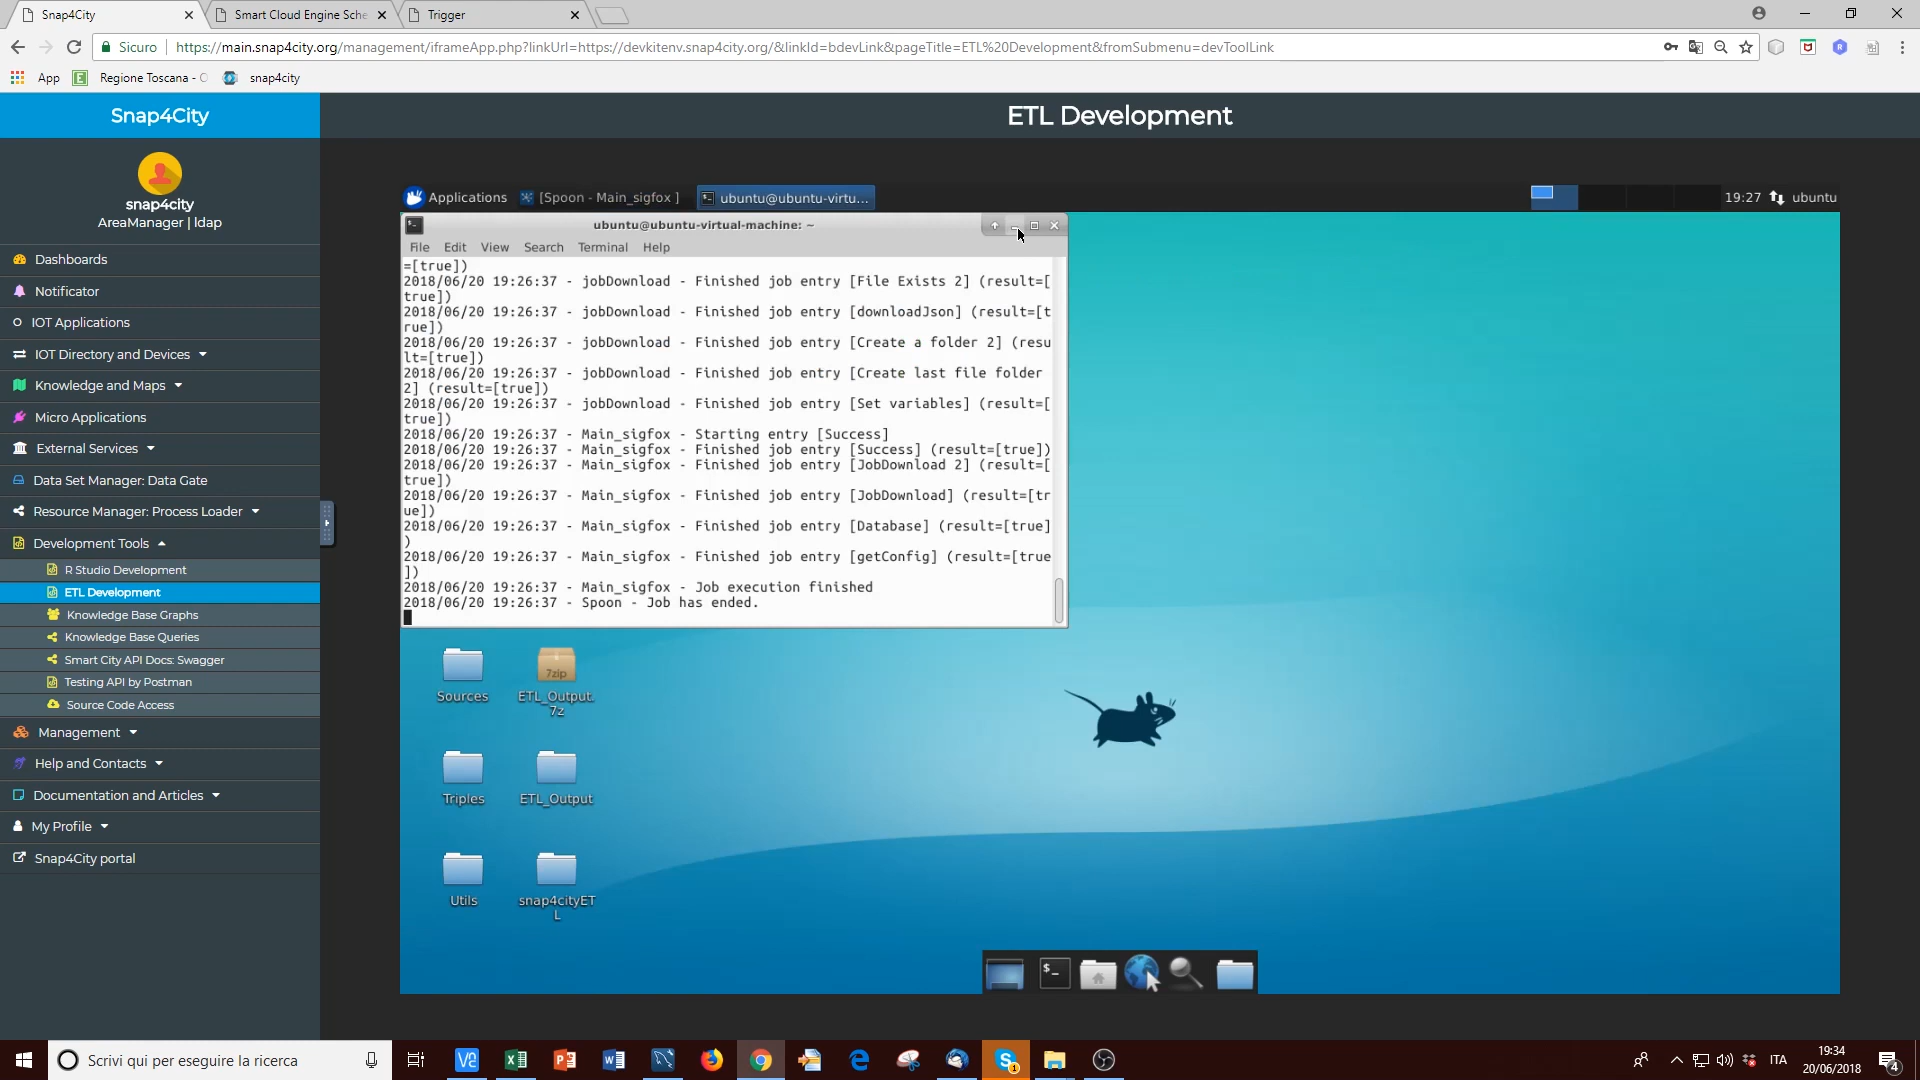 Snap4City
Smart Cloud Engine Sche
Trigger
Sicuro
https://main.snap4city.org/management/iframeApp.php?linkUrl=https://devkitenv.snap4city.org/&linkId=bdevLink&pageTitle=ETL%20Development&fromSubmenu=devToolLink
App
Regione Toscana - C
snap4city
Snap4City
ETL Development
snap4city
AreaManager | ldap
Dashboards
Notificator
IOT Applications
IOT Directory and Devices
Knowledge and Maps
Micro Applications
External Services
Data Set Manager: Data Gate
Resource Manager: Process Loader
Development Tools
R Studio Development
ETL Development
Knowledge Base Graphs
Knowledge Base Queries
Smart City API Docs: Swagger
Testing API by Postman
Source Code Access
Management
Help and Contacts
Documentation and Articles
My Profile
Snap4City portal
Applications
[Spoon - Main_sigfox ]
ubuntu@ubuntu-virtu...
19:27
ubuntu
ubuntu@ubuntu-virtual-machine: ~
File Edit View Search Terminal Help
=[true])
2018/06/20 19:26:37 - jobDownload - Finished job entry [File Exists 2] (result=[
true])
2018/06/20 19:26:37 - jobDownload - Finished job entry [downloadJson] (result=[t
rue])
2018/06/20 19:26:37 - jobDownload - Finished job entry [Create a folder 2] (resu
lt=[true])
2018/06/20 19:26:37 - jobDownload - Finished job entry [Create last file folder
2] (result=[true])
2018/06/20 19:26:37 - jobDownload - Finished job entry [Set variables] (result=[
true])
2018/06/20 19:26:37 - Main_sigfox - Starting entry [Success]
2018/06/20 19:26:37 - Main_sigfox - Finished job entry [Success] (result=[true])
2018/06/20 19:26:37 - Main_sigfox - Finished job entry [JobDownload 2] (result=[
true])
2018/06/20 19:26:37 - Main_sigfox - Finished job entry [JobDownload] (result=[tr
ue])
2018/06/20 19:26:37 - Main_sigfox - Finished job entry [Database] (result=[true]
)
2018/06/20 19:26:37 - Main_sigfox - Finished job entry [getConfig] (result=[true
])
2018/06/20 19:26:37 - Main_sigfox - Job execution finished
2018/06/20 19:26:37 - Spoon - Job has ended.
7zip
Sources
ETL_Output.
7z
Triples
ETL_Output
Utils
snap4cityET
L
$_
Scrivi qui per eseguire la ricerca
ITA
19:34
20/06/2018
4